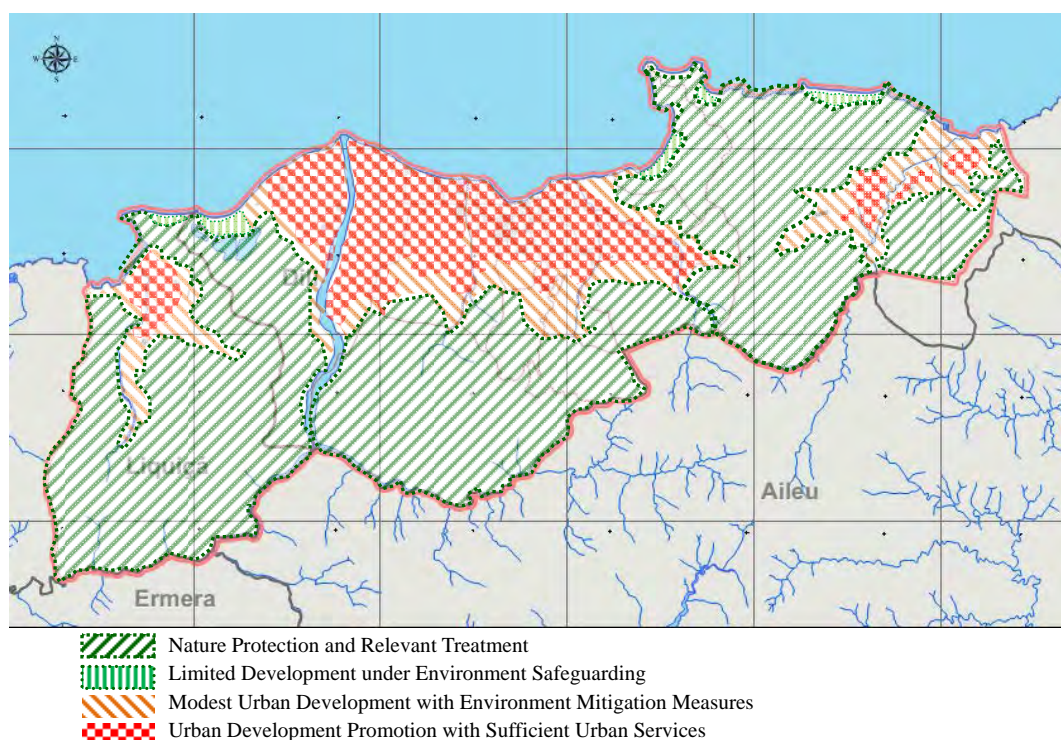 N
W E
S
Dili
Liquiçá
Aileu
Ermera
Nature Protection and Relevant Treatment
Limited Development under Environment Safeguarding
Modest Urban Development with Environment Mitigation Measures
Urban Development Promotion with Sufficient Urban Services